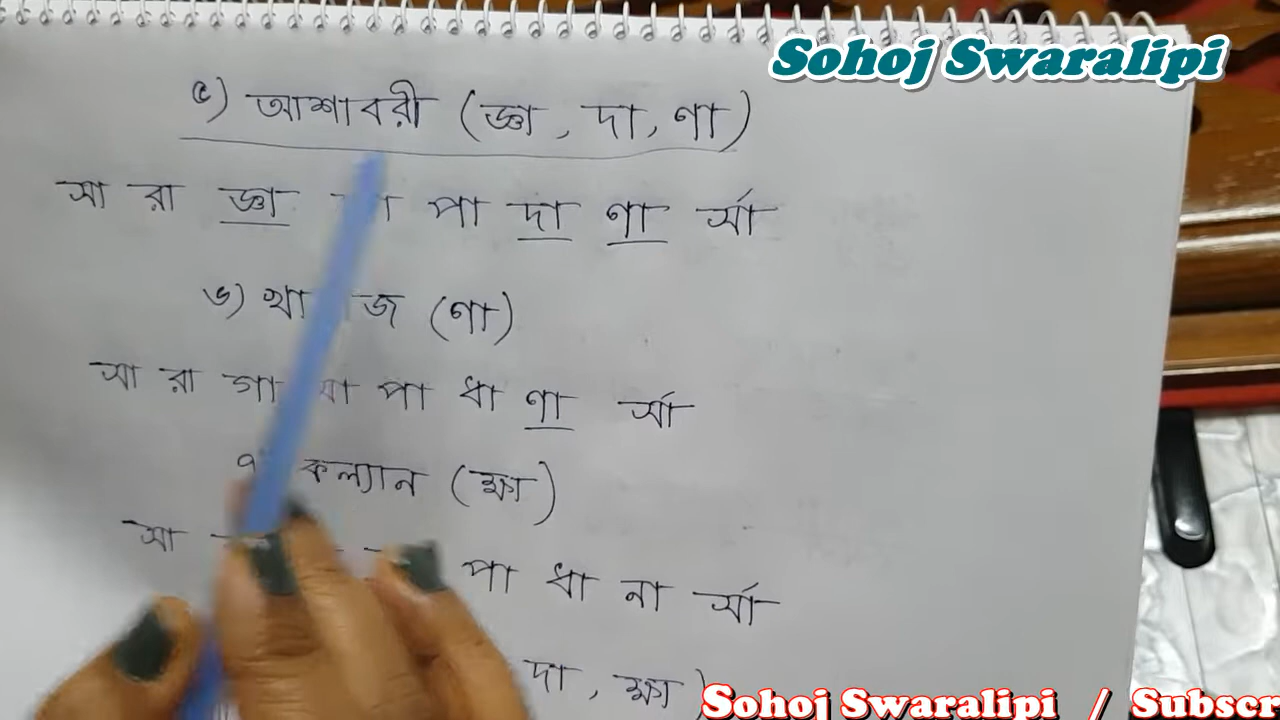 Sohoj Swaralipi
৫) আশাবরী (জ্ঞা, দা, ণা)
সা রা জ্ঞা পা দা ণা র্সা
৬) (ণা)
সা রা গা মা পা ধা ণা র্সা
কল্যান (ক্ষা)
সা পা ধা না র্সা
দা, ক্ষা)
Sohoj Swaralipi / Subscr